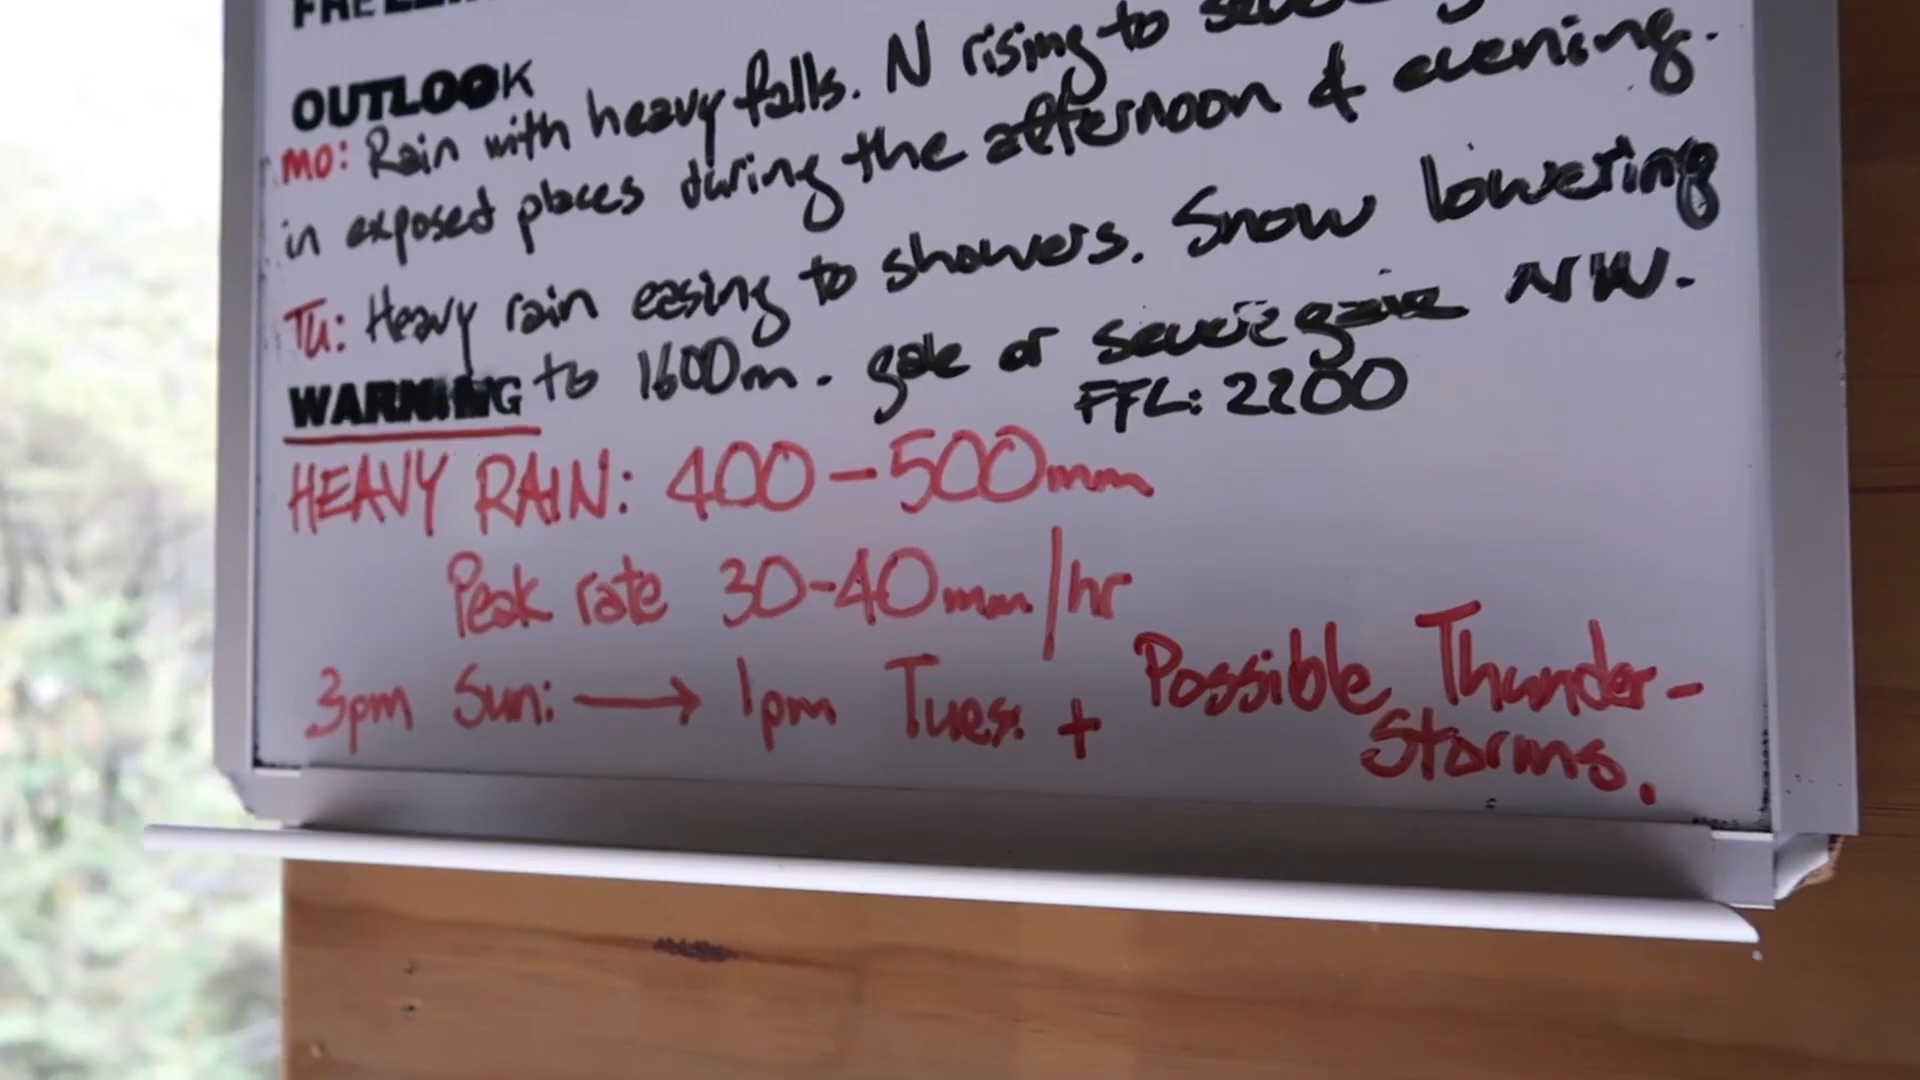 OUTLOOK
Mo: Rain with heavy falls. N rising to
in exposed places during the afternoon & evening.
Tu: Heavy rain easing to showers. Snow lowering
WARNING to 1600m. gale or severe gale NW.
FFL: 2200
HEAVY RAIN: 400-500mm
Peak rate 30-40mm/hr
3pm Sun: → 1pm Tues: + Possible Thunder-
Storms.